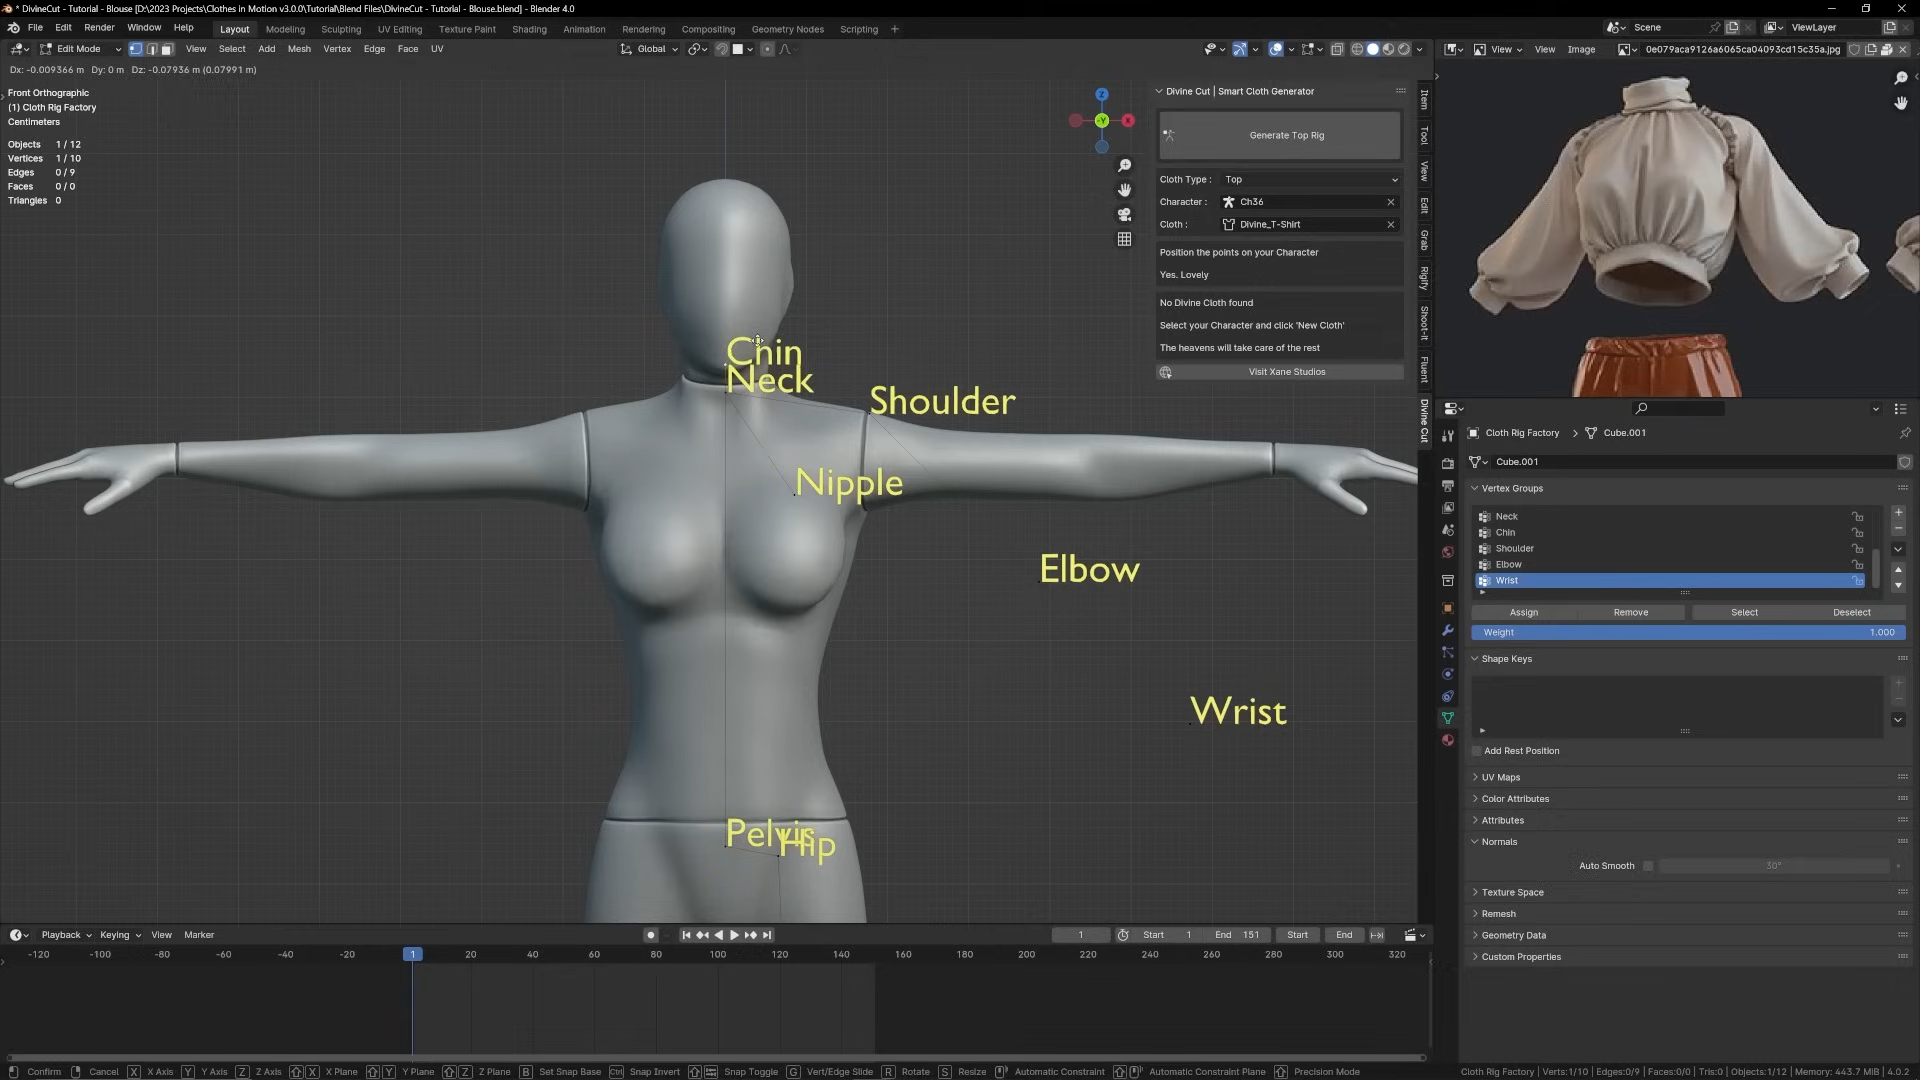 * DivineCut - Tutorial - Blouse [D:\2023 Projects\Clothes in Motion v3.0.0\Tutorial\Blend Files\DivineCut - Tutorial - Blouse.blend] - Blender 4.0
File Edit Render Window Help Layout Modeling Sculpting UV Editing Texture Paint Shading Animation Rendering Compositing Geometry Nodes Scripting + Scene ViewLayer
Edit Mode View Select Add Mesh Vertex Edge Face UV Global View View Image 0e079aca9126a6065ca04093cd15c35a.jpg
Dx: -0.009366 m Dy: 0 m Dz: -0.07936 m (0.07991 m)
Front Orthographic
(1) Cloth Rig Factory
Centimeters
Objects 1 / 12
Vertices 1 / 10
Edges 0 / 9
Faces 0 / 0
Triangles 0
Z
-Y
X
Chin
Neck
Shoulder
Nipple
Elbow
Wrist
Pelvis
Hip
Divine Cut | Smart Cloth Generator
Generate Top Rig
Cloth Type : Top
Character : Ch36
Cloth : Divine_T-Shirt
Position the points on your Character
Yes. Lovely
No Divine Cloth found
Select your Character and click 'New Cloth'
The heavens will take care of the rest
Visit Xane Studios
Item
Tool
View
Edit
Grab
Rigify
Shoot-it
Fluent
Divine Cut
Cloth Rig Factory > Cube.001
Cube.001
Vertex Groups
Neck
Chin
Shoulder
Elbow
Wrist
Assign Remove Select Deselect
Weight 1.000
Shape Keys
Add Rest Position
UV Maps
Color Attributes
Attributes
Normals
Auto Smooth 30°
Texture Space
Remesh
Geometry Data
Custom Properties
Playback Keying View Marker 1 Start 1 End 151 Start End
-120 -100 -80 -60 -40 -20 1 20 40 60 80 100 120 140 160 180 200 220 240 260 280 300 320
Confirm Cancel X X Axis Y Y Axis Z Z Axis X X Plane Y Y Plane Z Z Plane B Set Snap Base Ctrl Snap Invert Snap Toggle G Vert/Edge Slide R Rotate S Resize Automatic Constraint Automatic Constraint Plane Precision Mode Cloth Rig Factory | Verts:1/10 | Edges:0/9 | Faces:0/0 | Tris:0 | Objects:1/12 | Memory: 443.7 MiB | 4.0.2